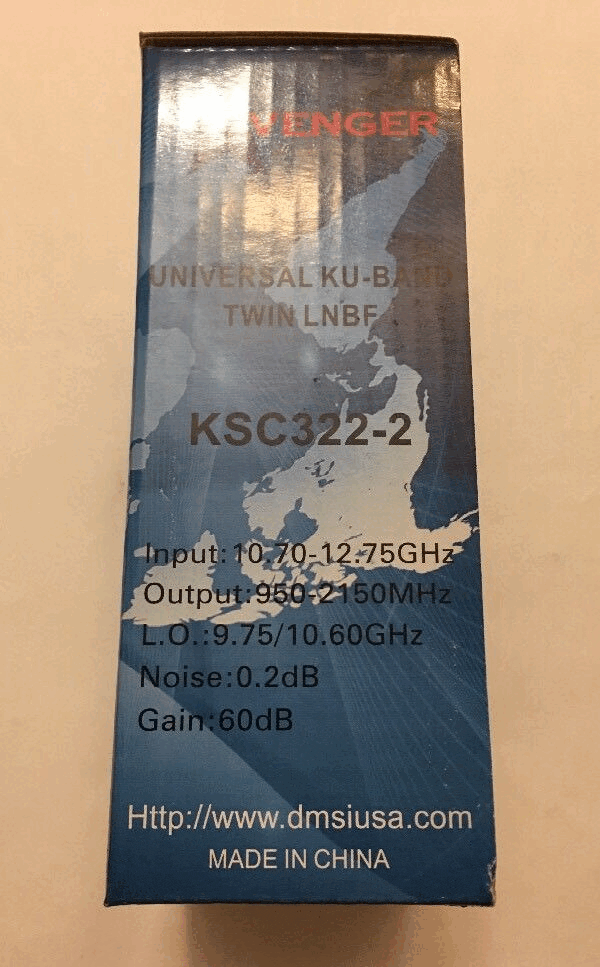 VENGER
UNIVERSAL KU-BAND
TWIN LNBF
KSC322-2
Input:10.70-12.75GHz
Output:950-2150MHz
L.O.:9.75/10.60GHz
Noise:0.2dB
Gain:60dB
Http://www.dmsiusa.com
MADE IN CHINA